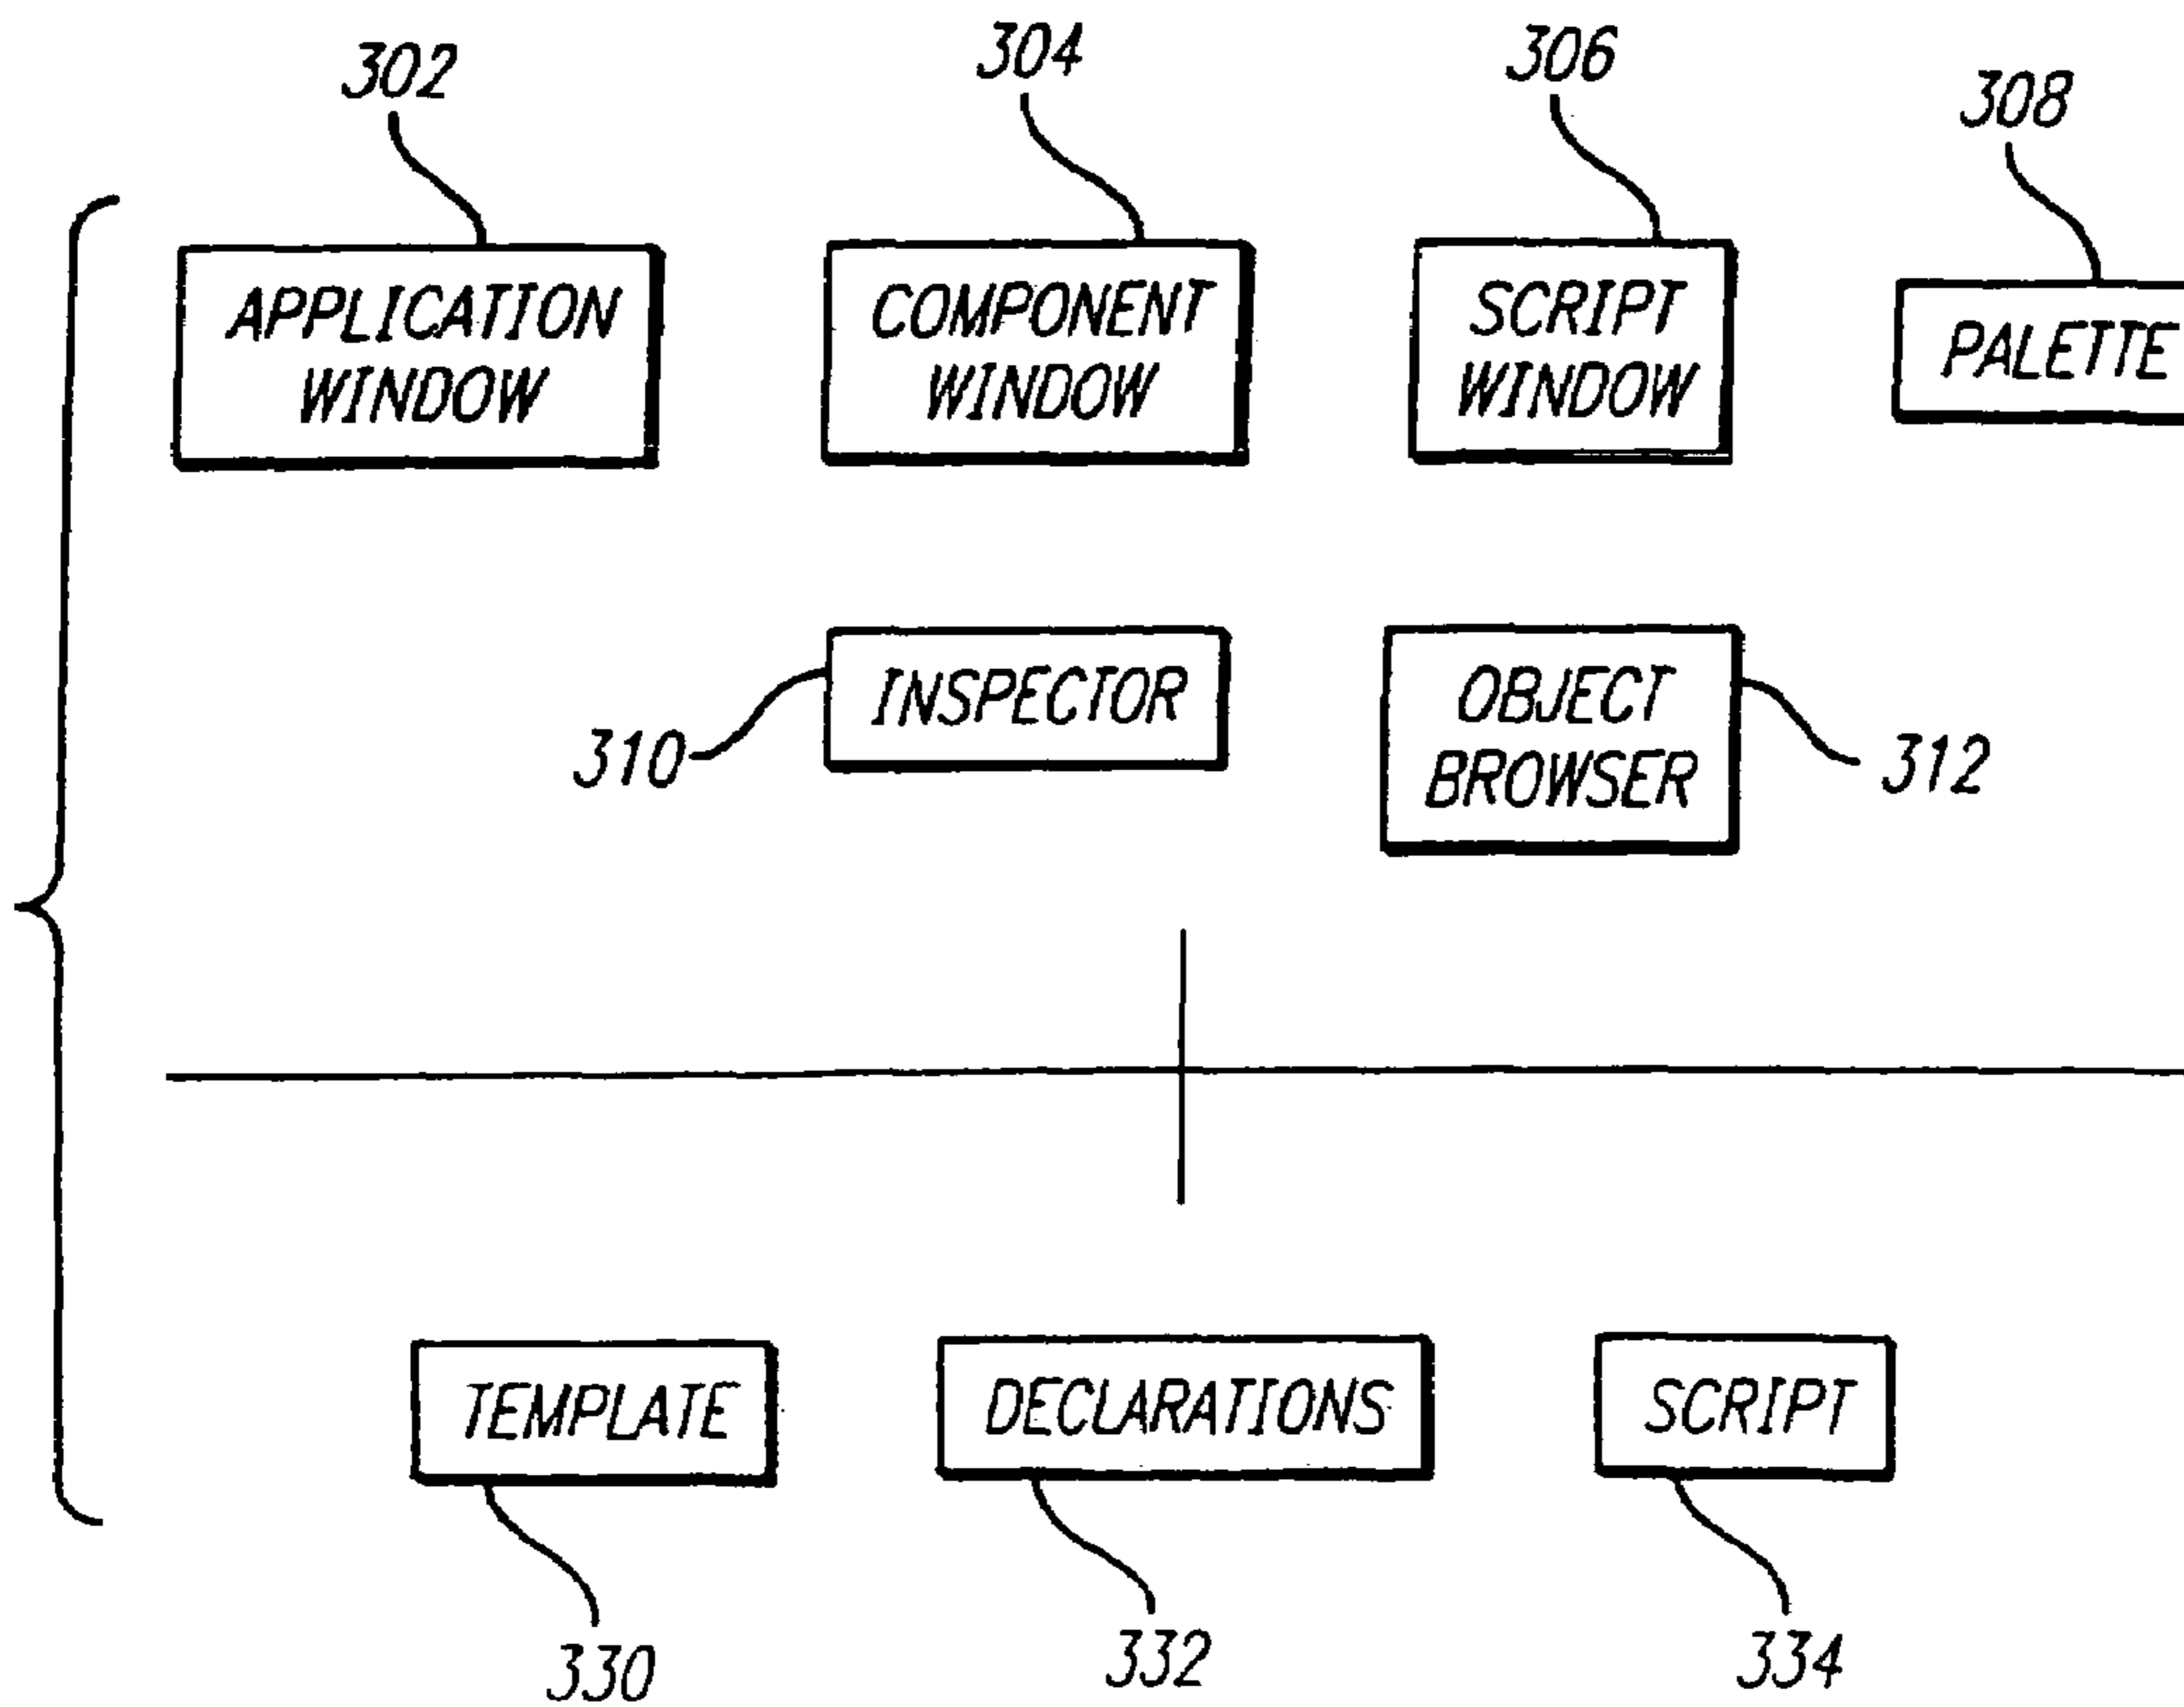 302
304
306
308
APPLICATION
WINDOW
COMPONENT
WINDOW
SCRIPT
WINDOW
PALETTE
INSPECTOR
310
OBJECT
BROWSER
312
TEMPLATE
DECLARATIONS
SCRIPT
330
332
334